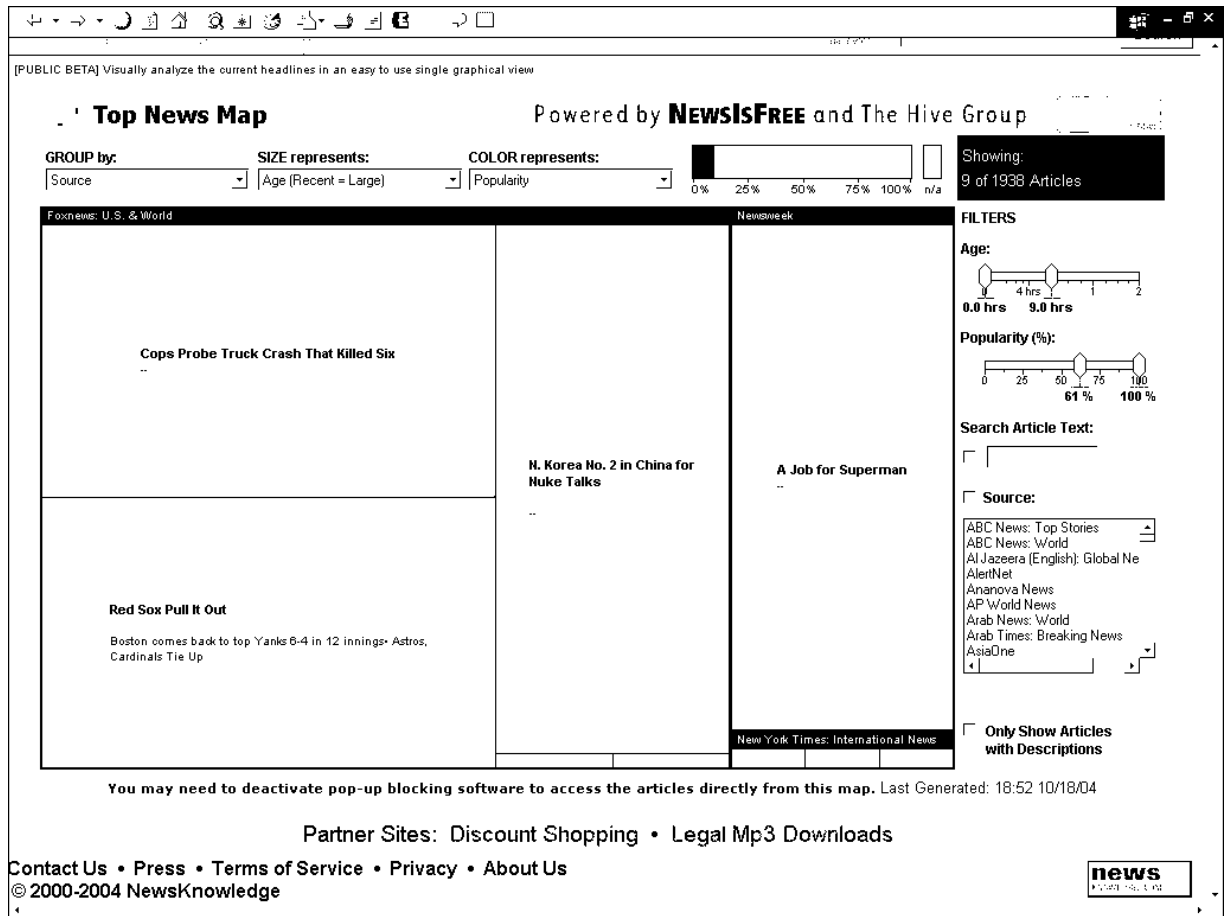 [PUBLIC BETA] Visually analyze the current headlines in an easy to use single graphical view
Top News Map
Powered by NEWSISFREE and The Hive Group
GROUP by:
SIZE represents:
COLOR represents:
Source
Age (Recent = Large)
Popularity
0% 25% 50% 75% 100% n/a
Showing:
9 of 1938 Articles
Foxnews: U.S. & World
Newsweek
Cops Probe Truck Crash That Killed Six
--
N. Korea No. 2 in China for
Nuke Talks
--
A Job for Superman
--
Red Sox Pull It Out
Boston comes back to top Yanks 6-4 in 12 innings• Astros,
Cardinals Tie Up
New York Times: International News
FILTERS
Age:
0 4 hrs 1 2
0.0 hrs 9.0 hrs
Popularity (%):
0 25 50 75 100
61 % 100 %
Search Article Text:
Source:
ABC News: Top Stories
ABC News: World
Al Jazeera (English): Global Ne
AlertNet
Ananova News
AP World News
Arab News: World
Arab Times: Breaking News
AsiaOne
Only Show Articles
with Descriptions
You may need to deactivate pop-up blocking software to access the articles directly from this map. Last Generated: 18:52 10/18/04
Partner Sites: Discount Shopping • Legal Mp3 Downloads
Contact Us • Press • Terms of Service • Privacy • About Us
© 2000-2004 NewsKnowledge
news